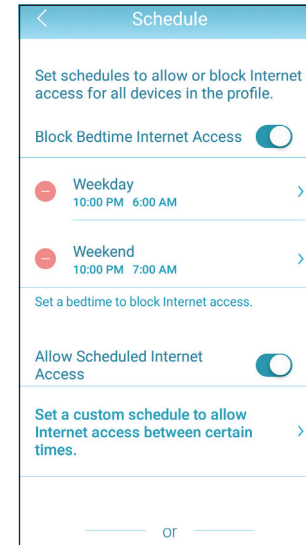 Schedule
Set schedules to allow or block Internet
access for all devices in the profile.
Block Bedtime Internet Access
Weekday
10:00 PM 6:00 AM
Weekend
10:00 PM 7:00 AM
Set a bedtime to block Internet access.
Allow Scheduled Internet
Access
Set a custom schedule to allow
Internet access between certain
times.
or